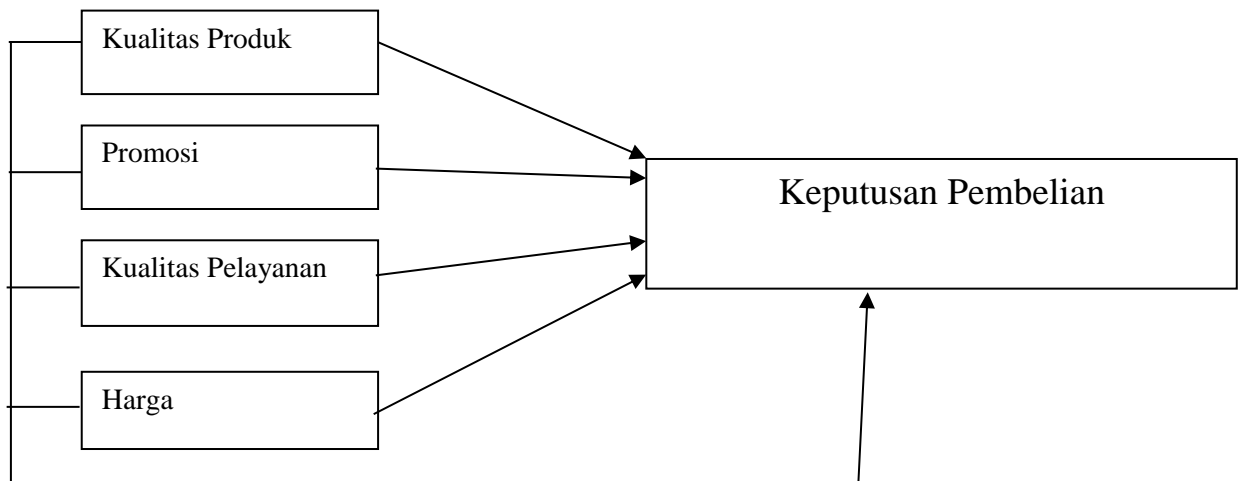 Kualitas Produk
Promosi
Kualitas Pelayanan
Harga
Keputusan Pembelian